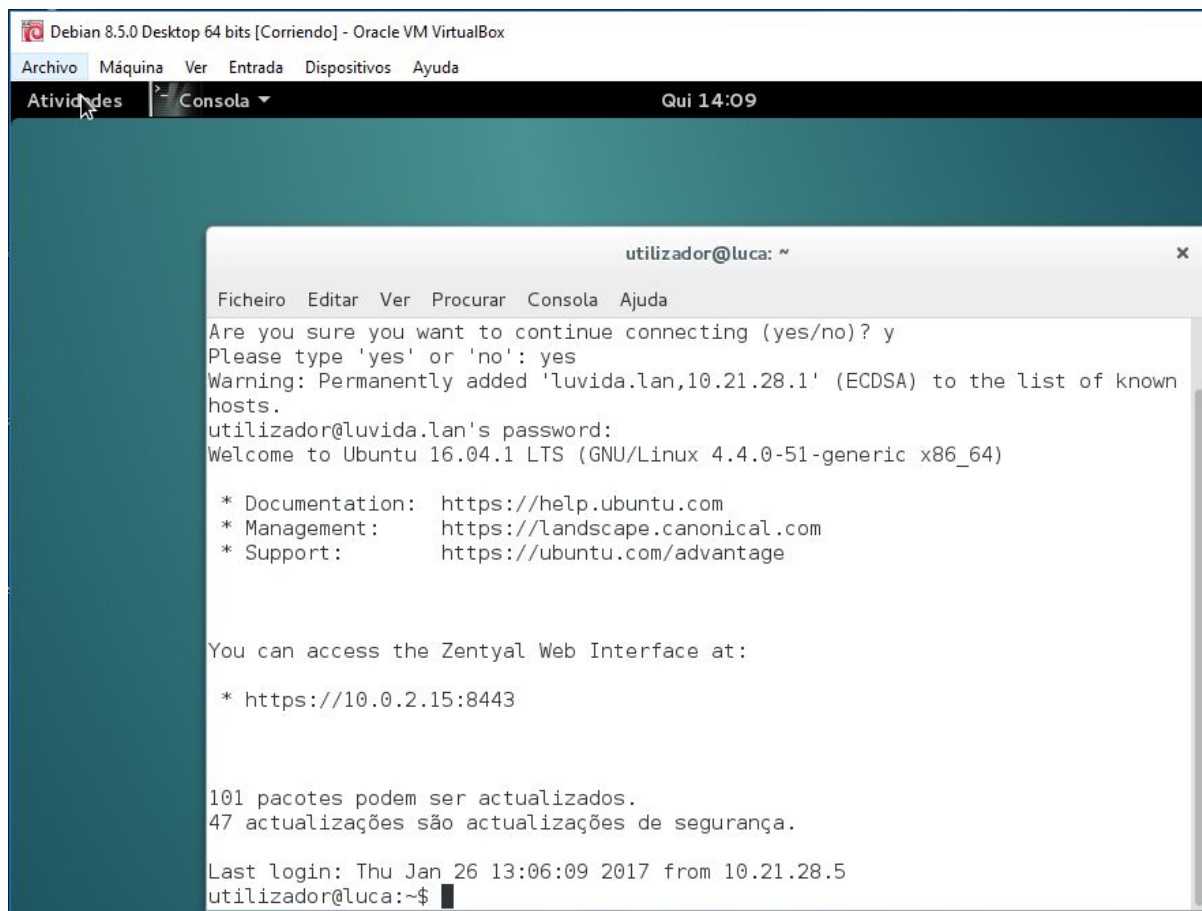 Debian 8.5.0 Desktop 64 bits [Corriendo] - Oracle VM VirtualBox
Archivo Máquina Ver Entrada Dispositivos Ayuda
Atividades Consola Qui 14:09
utilizador@luca: ~
Ficheiro Editar Ver Procurar Consola Ajuda
Are you sure you want to continue connecting (yes/no)? y
Please type 'yes' or 'no': yes
Warning: Permanently added 'luvida.lan,10.21.28.1' (ECDSA) to the list of known
hosts.
utilizador@luvida.lan's password:
Welcome to Ubuntu 16.04.1 LTS (GNU/Linux 4.4.0-51-generic x86_64)
* Documentation: https://help.ubuntu.com
* Management: https://landscape.canonical.com
* Support: https://ubuntu.com/advantage
You can access the Zentyal Web Interface at:
* https://10.0.2.15:8443
101 pacotes podem ser actualizados.
47 actualizações são actualizações de segurança.
Last login: Thu Jan 26 13:06:09 2017 from 10.21.28.5
utilizador@luca:~$